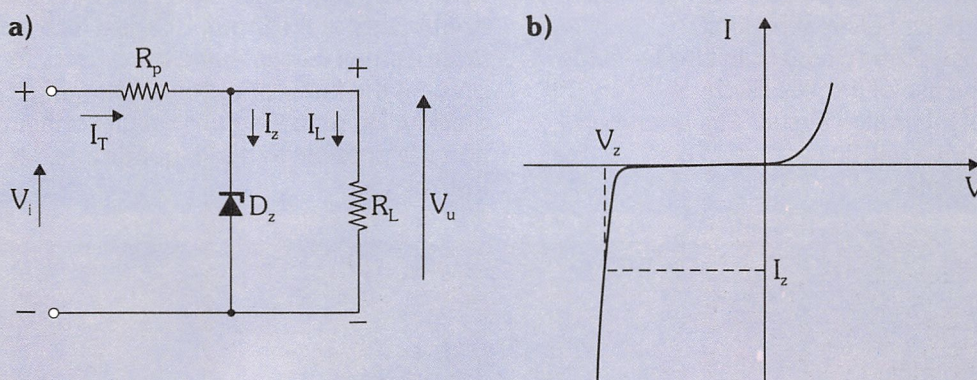 a)
R_p
+
+
I_T
I_z
I_L
V_i
D_z
R_L
V_u
−
−
b)
I
V_z
V
I_z